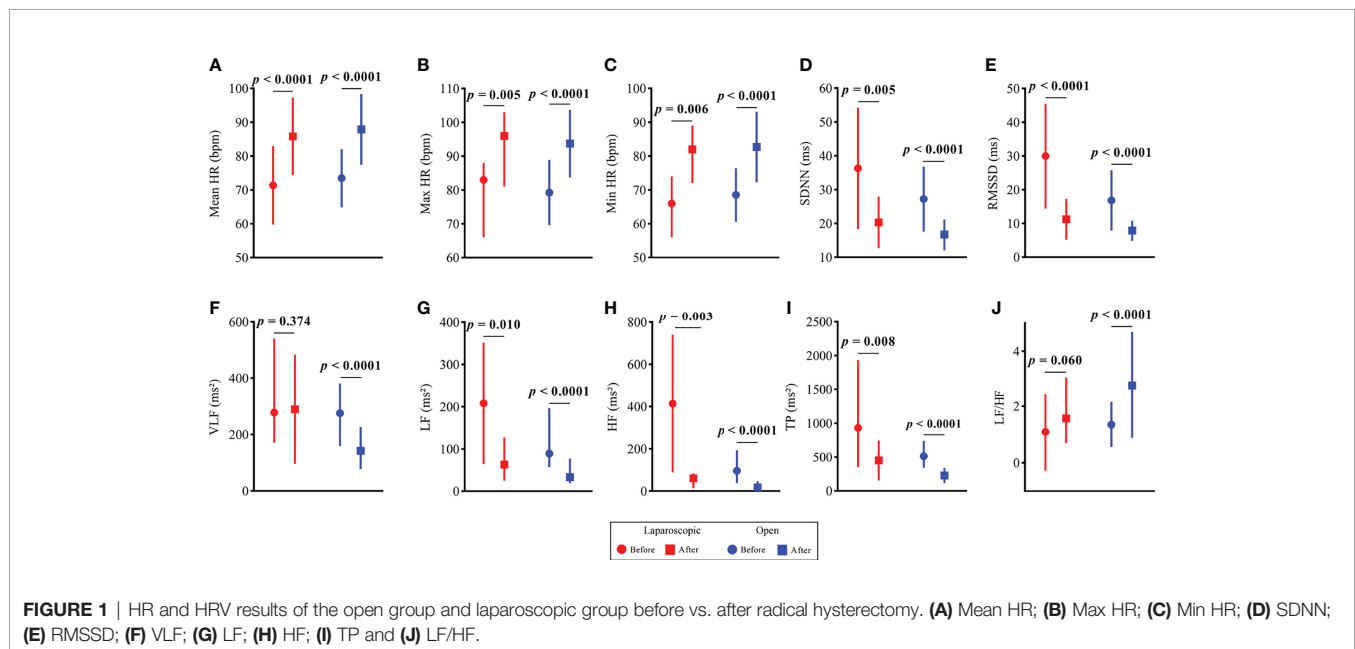 A
p < 0.0001 p < 0.0001
100
90
80
70
60
50
Mean HR (bpm)
B
p = 0.005 p < 0.0001
110
100
90
80
70
60
Max HR (bpm)
C
p = 0.006 p < 0.0001
100
90
80
70
60
50
Min HR (bpm)
D
p = 0.005
p < 0.0001
60
50
40
30
20
10
SDNN (ms)
E
p < 0.0001
p < 0.0001
50
40
30
20
10
0
RMSSD (ms)
F
p = 0.374
p < 0.0001
600
400
200
0
VLF (ms²)
G
p = 0.010
p < 0.0001
400
300
200
100
0
LF (ms²)
H
p = 0.003
p < 0.0001
800
600
400
200
0
HF (ms²)
I
p = 0.008
p < 0.0001
2500
2000
1500
1000
500
0
TP (ms²)
J
p < 0.0001
p = 0.060
4
2
0
LF/HF
Laparoscopic Open
Before After Before After
FIGURE 1 | HR and HRV results of the open group and laparoscopic group before vs. after radical hysterectomy. (A) Mean HR; (B) Max HR; (C) Min HR; (D) SDNN;
(E) RMSSD; (F) VLF; (G) LF; (H) HF; (I) TP and (J) LF/HF.